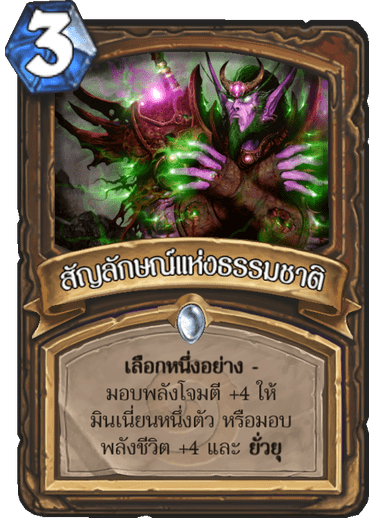 3
สัญลักษณ์แห่งธรรมชาติ
เลือกหนึ่งอย่าง -
มอบพลังโจมตี +4 ให้
มินเนี่ยนหนึ่งตัว หรือมอบ
พลังชีวิต +4 และ ยั่วยุ